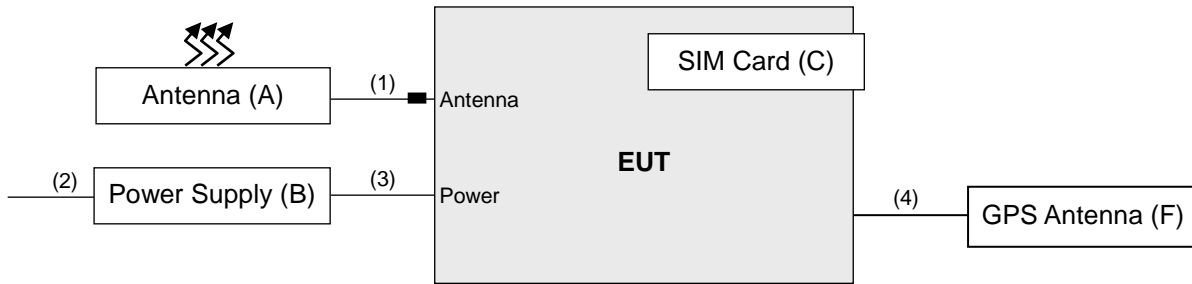 SIM Card (C)
(1)
Antenna (A)
Antenna
EUT
(2)
Power Supply (B)
(3)
Power
(4)
GPS Antenna (F)